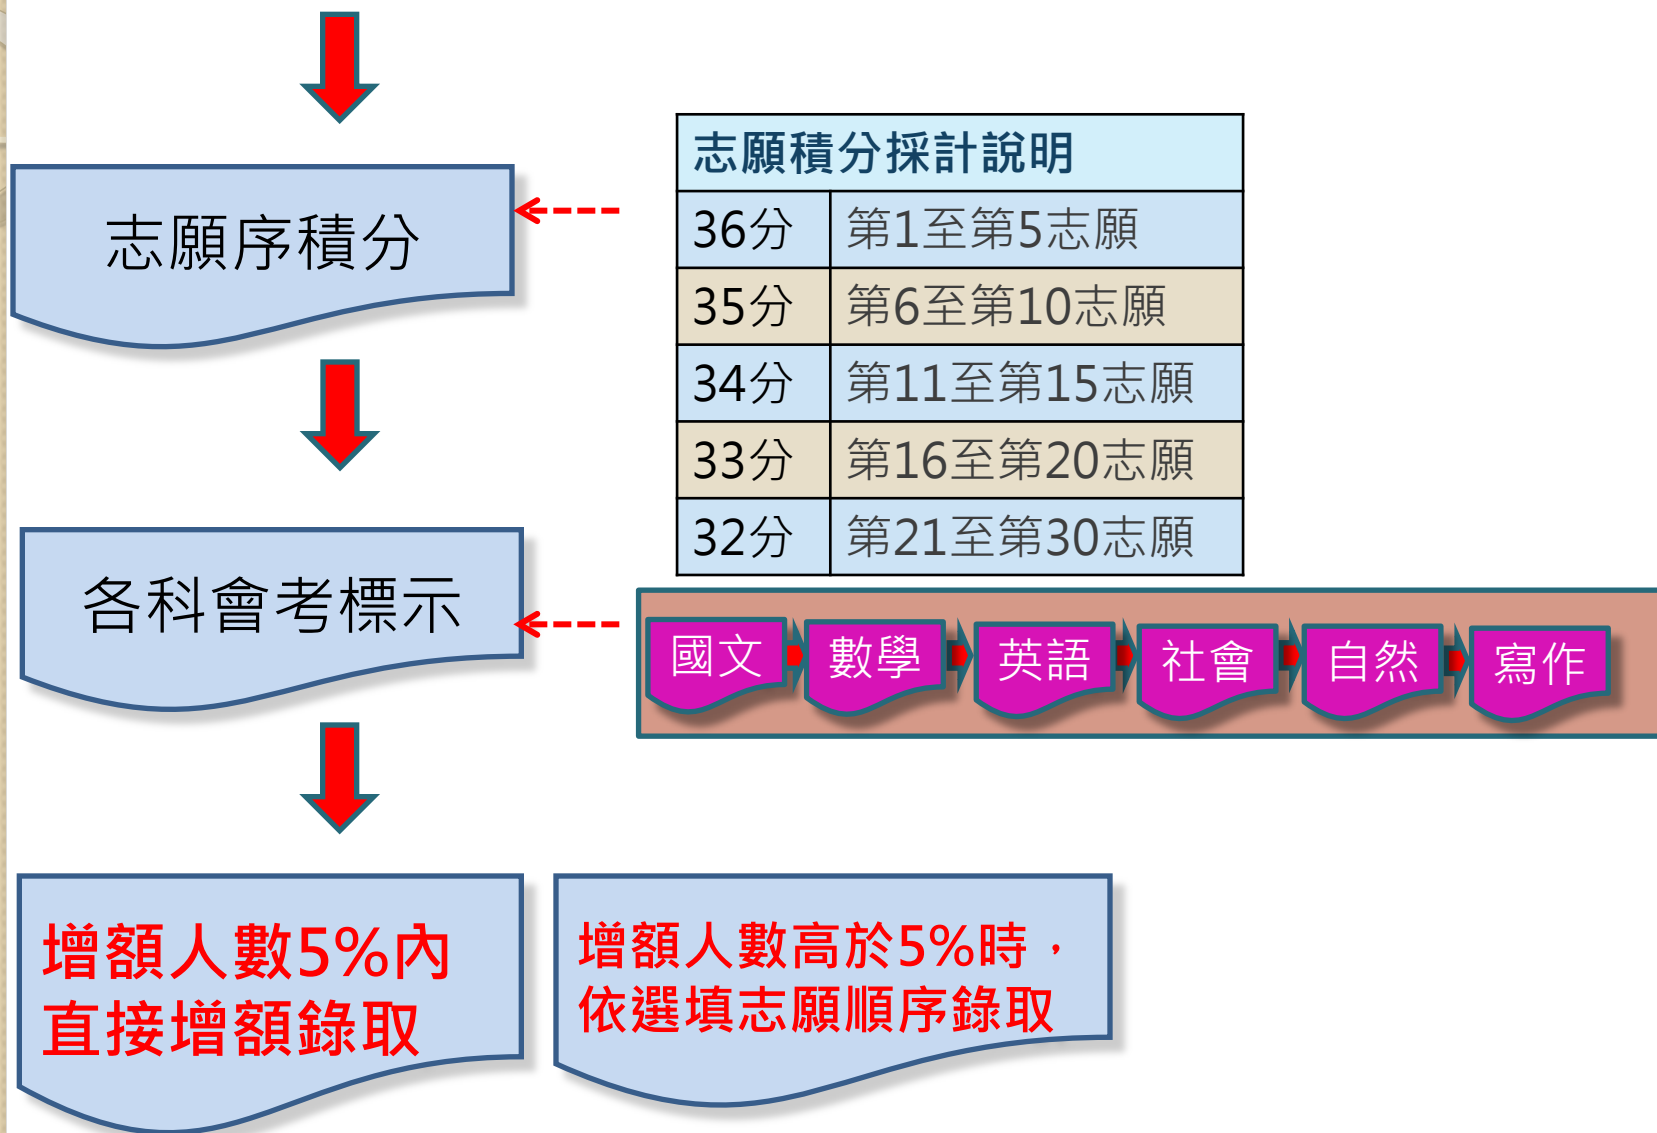 志願序積分
志願積分採計說明
36分 第1至第5志願
35分 第6至第10志願
34分 第11至第15志願
33分 第16至第20志願
32分 第21至第30志願
各科會考標示
國文 數學 英語 社會 自然 寫作
增額人數5%內
直接增額錄取
增額人數高於5%時，
依選填志願順序錄取